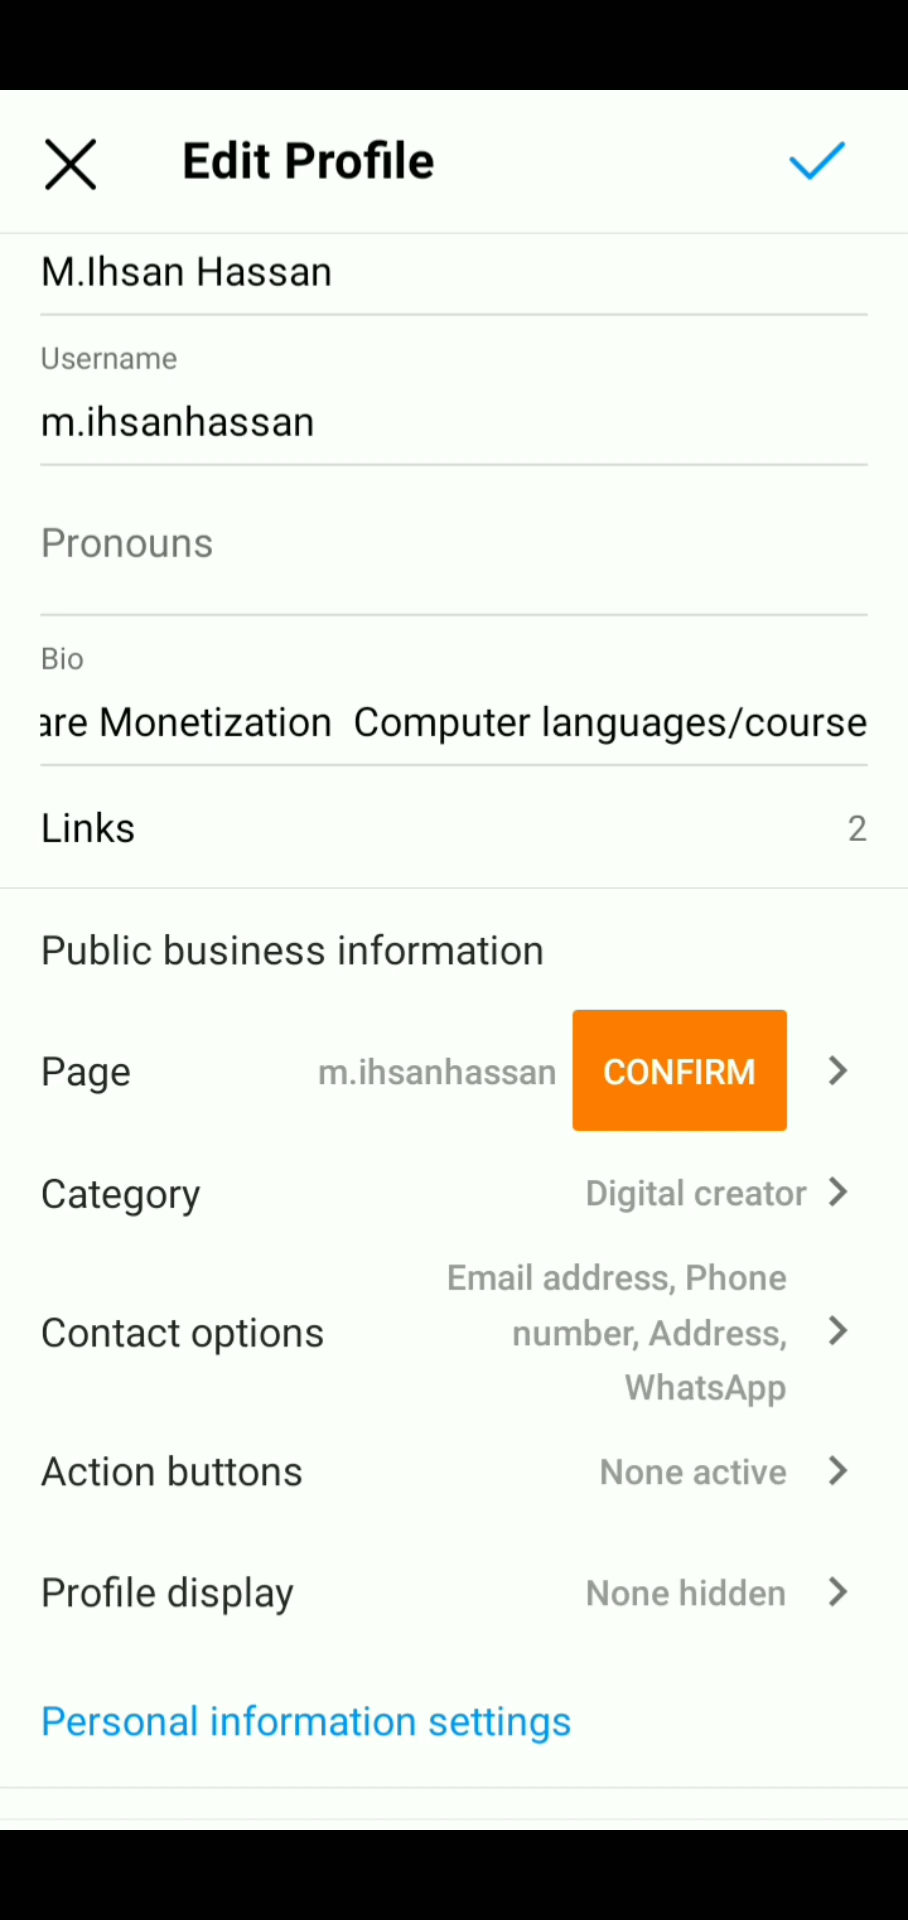 Edit Profile
M.Ihsan Hassan
Username
m.ihsanhassan
Pronouns
Bio
are Monetization  Computer languages/course
Links 2
Public business information
Page m.ihsanhassan CONFIRM
Category Digital creator
Contact options Email address, Phone
number, Address,
WhatsApp
Action buttons None active
Profile display None hidden
Personal information settings